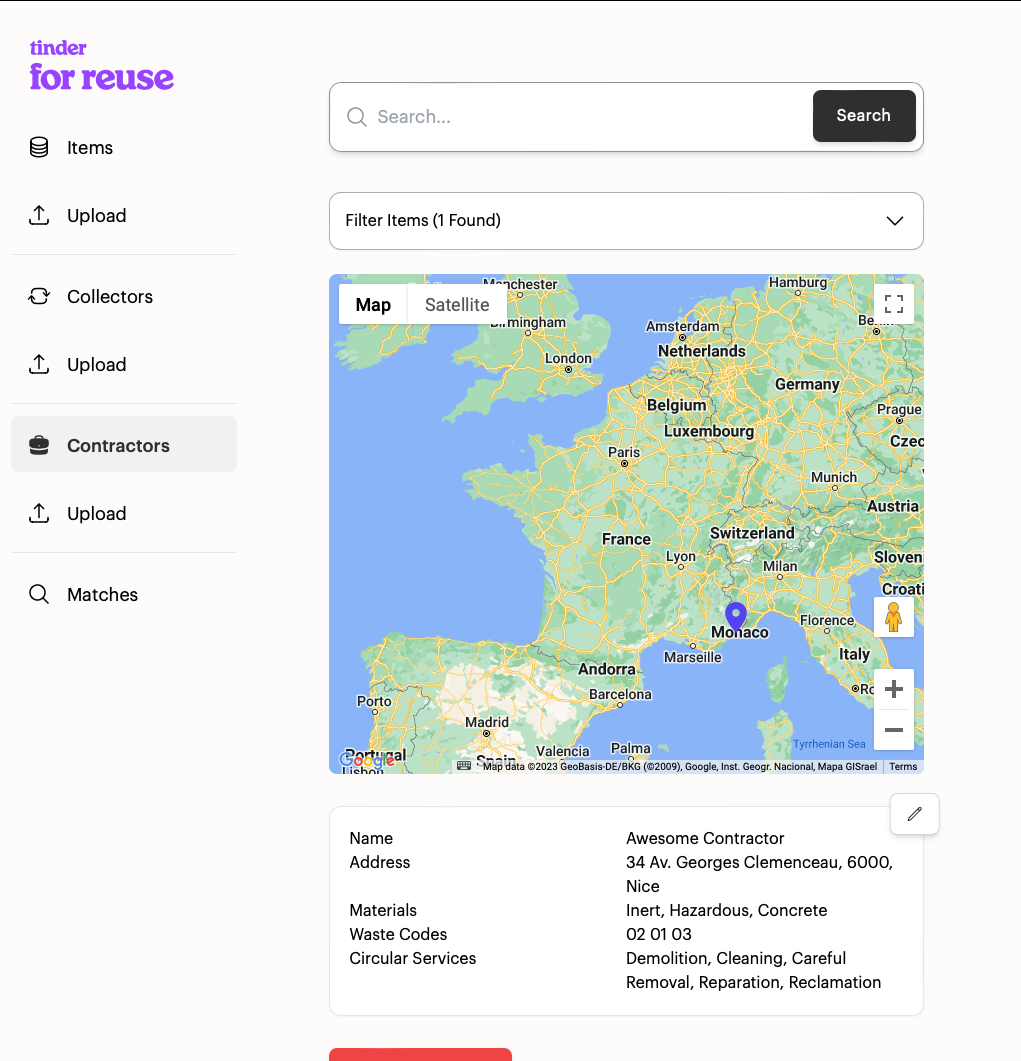 tinder
for reuse
Items
Upload
Collectors
Upload
Contractors
Upload
Matches
Search...
Search
Filter Items (1 Found)
Map
Satellite
Manchester
Hamburg
Birmingham
Amsterdam
Netherlands
London
Germany
Belgium
Prague
Luxembourg
Paris
Munich
Austria
Switzerland
France
Lyon
Milan
Florence
Monaco
Italy
Marseille
Andorra
Barcelona
Porto
Madrid
Valencia
Palma
Tyrrhenian Sea
Portugal
Spain
Lisbon
Google
Map data ©2023 GeoBasis-DE/BKG (©2009), Google, Inst. Geogr. Nacional, Mapa GISrael
Terms
Name
Awesome Contractor
Address
34 Av. Georges Clemenceau, 6000,
Nice
Materials
Inert, Hazardous, Concrete
Waste Codes
02 01 03
Circular Services
Demolition, Cleaning, Careful
Removal, Reparation, Reclamation